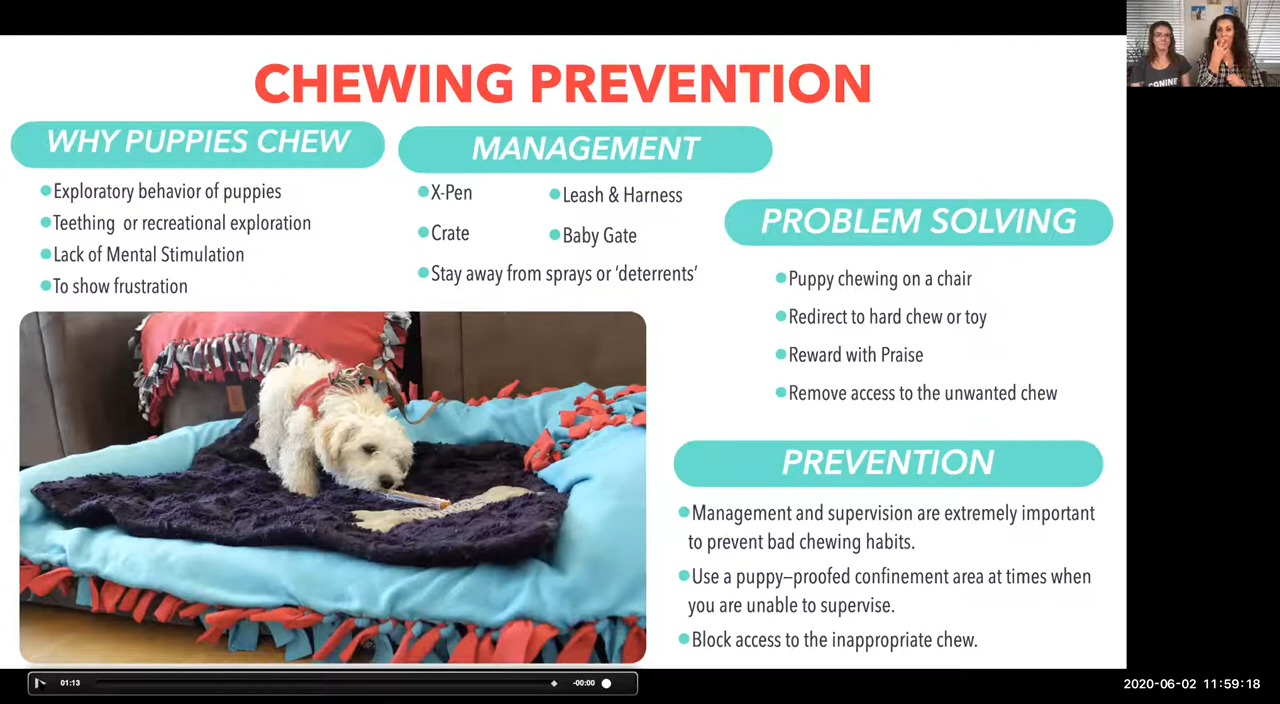 CHEWING PREVENTION
WHY PUPPIES CHEW
Exploratory behavior of puppies
Teething or recreational exploration
Lack of Mental Stimulation
To show frustration
MANAGEMENT
X-Pen
Leash & Harness
Crate
Baby Gate
Stay away from sprays or ‘deterrents’
PROBLEM SOLVING
Puppy chewing on a chair
Redirect to hard chew or toy
Reward with Praise
Remove access to the unwanted chew
PREVENTION
Management and supervision are extremely important
to prevent bad chewing habits.
Use a puppy–proofed confinement area at times when
you are unable to supervise.
Block access to the inappropriate chew.
CANINE
01:13
-00:00
2020-06-02 11:59:18